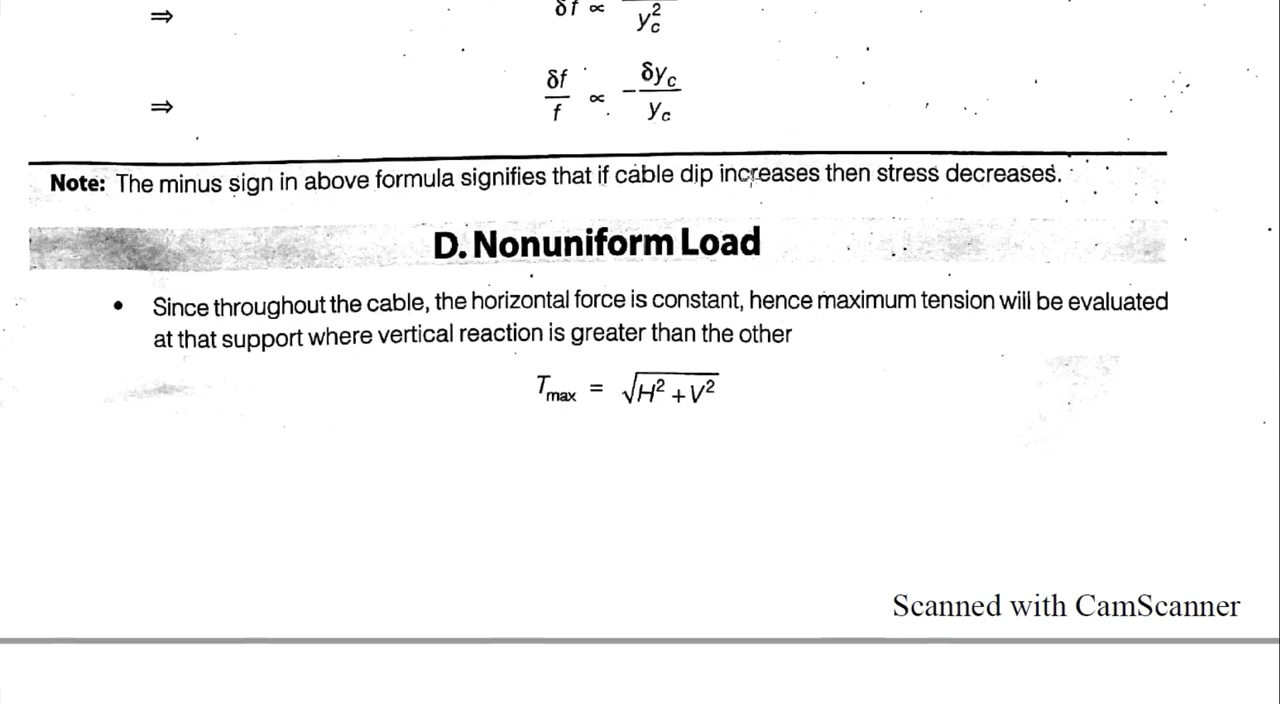 ⇒ δf ∝ y_c^2
⇒ δf/f ∝ -δy_c/y_c
Note: The minus sign in above formula signifies that if cable dip increases then stress decreases.
D. Nonuniform Load
• Since throughout the cable, the horizontal force is constant, hence maximum tension will be evaluated
at that support where vertical reaction is greater than the other
T_max = √(H² + V²)
Scanned with CamScanner